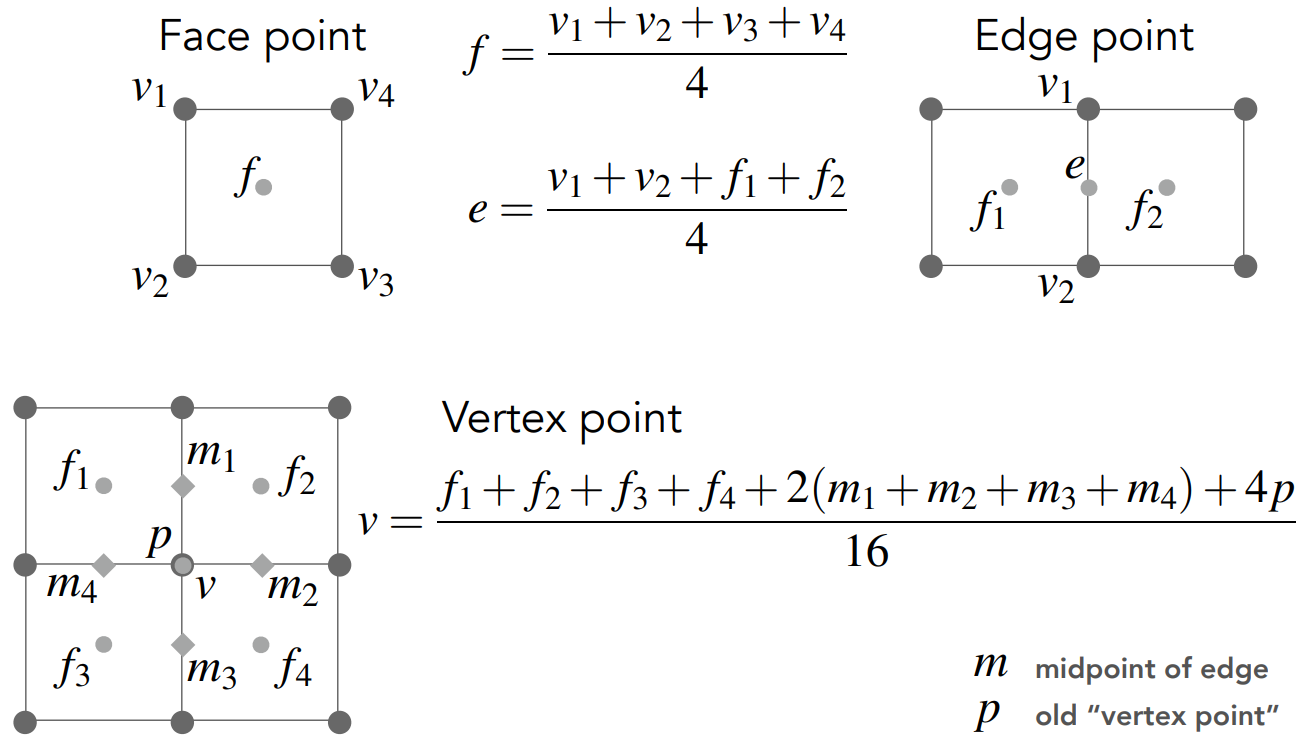 Face point
f = \frac{v_1 + v_2 + v_3 + v_4}{4}
Edge point
v_1
v_4
f
v_2
v_3
e = \frac{v_1 + v_2 + f_1 + f_2}{4}
v_1
e
f_1
f_2
v_2
Vertex point
f_1
m_1
f_2
p
m_4
v
m_2
f_3
m_3
f_4
v = \frac{f_1 + f_2 + f_3 + f_4 + 2(m_1 + m_2 + m_3 + m_4) + 4p}{16}
m midpoint of edge
p old “vertex point”